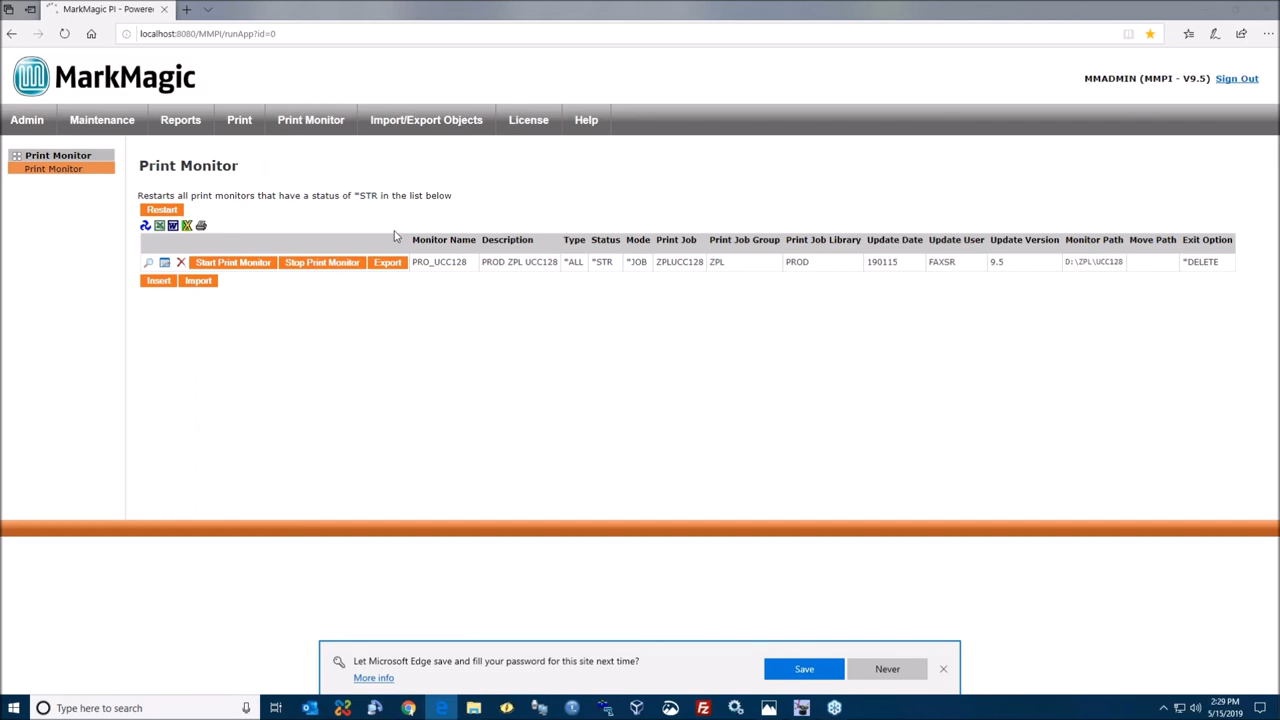 MarkMagic PI - Powere
localhost:8080/MMPI/runApp?id=0
MarkMagic
MMADMIN (MMPI - V9.5) Sign Out
Admin Maintenance Reports Print Print Monitor Import/Export Objects License Help
Print Monitor
Print Monitor
Print Monitor
Restarts all print monitors that have a status of *STR in the list below
Restart
Monitor Name Description Type Status Mode Print Job Print Job Group Print Job Library Update Date Update User Update Version Monitor Path Move Path Exit Option
Start Print Monitor Stop Print Monitor Export PRO_UCC128 PROD ZPL UCC128 *ALL *STR *JOB ZPLUCC128 ZPL PROD 190115 FAXSR 9.5 D:\ZPL\UCC128 *DELETE
Insert Import
Let Microsoft Edge save and fill your password for this site next time?
More info
Save Never
Type here to search
2:29 PM
5/15/2019